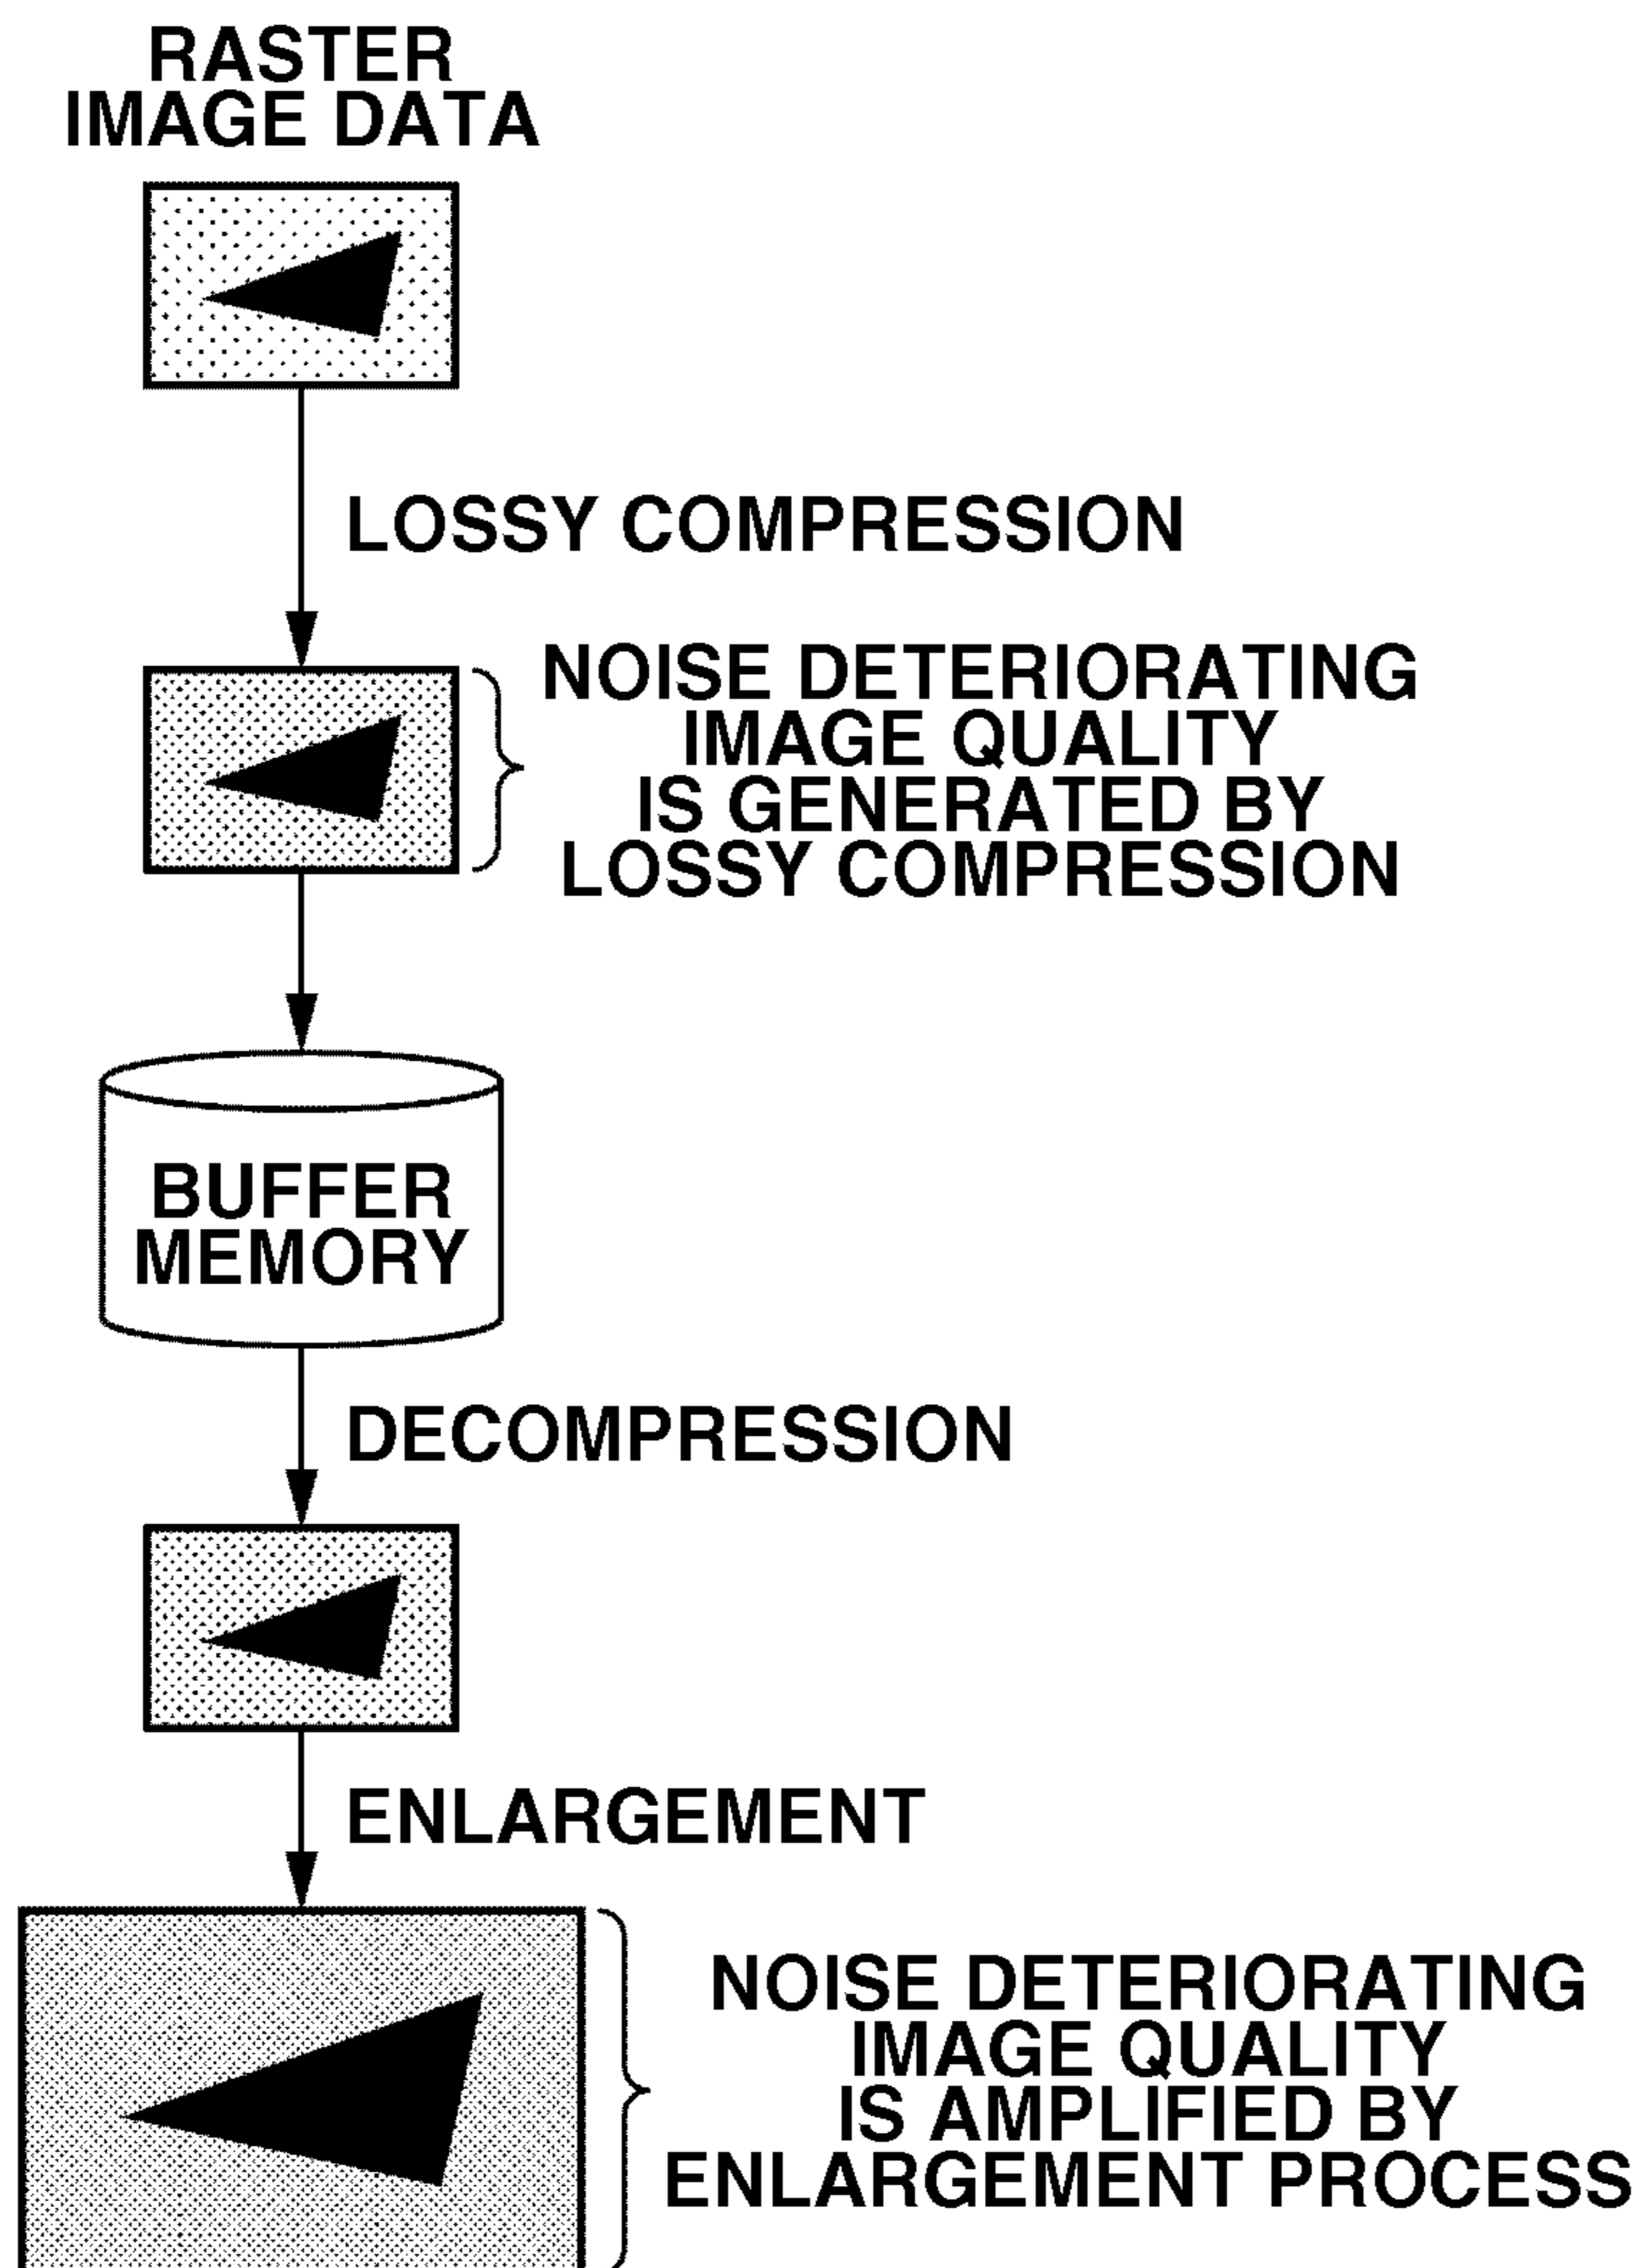 RASTER
IMAGE DATA
LOSSY COMPRESSION
NOISE DETERIORATING
IMAGE QUALITY
IS GENERATED BY
LOSSY COMPRESSION
BUFFER
MEMORY
DECOMPRESSION
ENLARGEMENT
NOISE DETERIORATING
IMAGE QUALITY
IS AMPLIFIED BY
ENLARGEMENT PROCESS